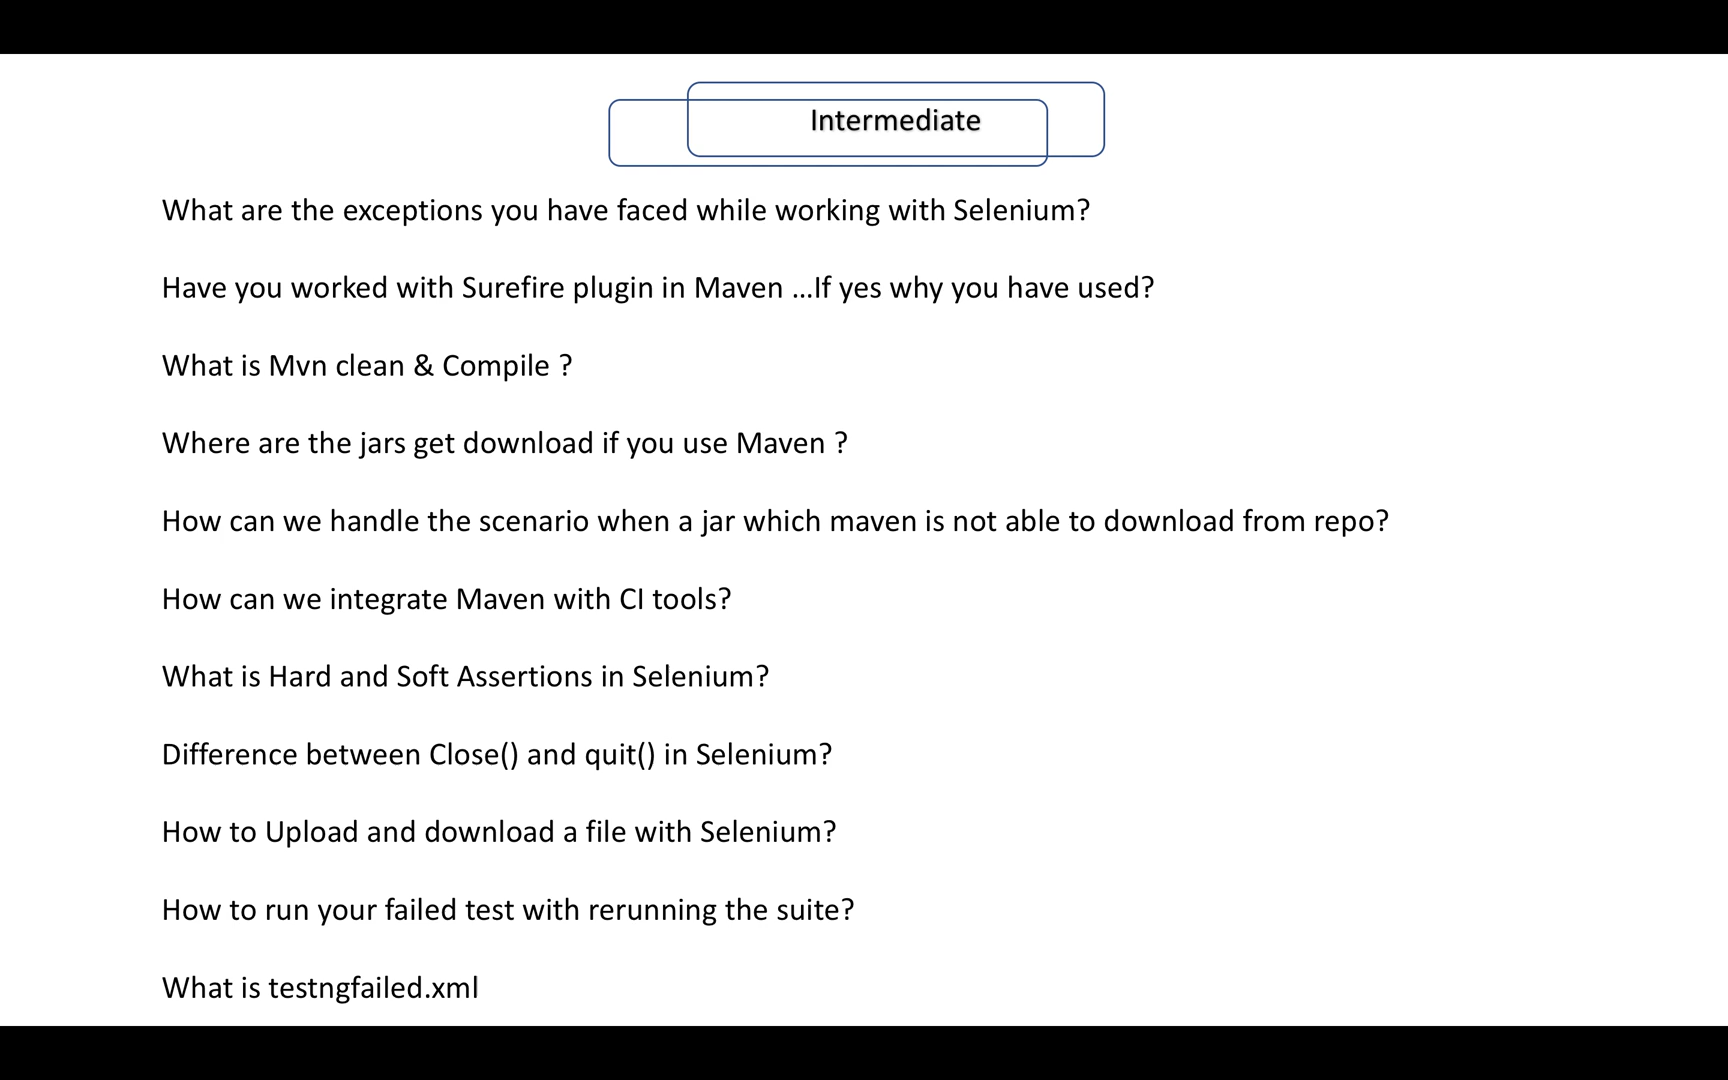 Intermediate
What are the exceptions you have faced while working with Selenium?
Have you worked with Surefire plugin in Maven ...If yes why you have used?
What is Mvn clean & Compile ?
Where are the jars get download if you use Maven ?
How can we handle the scenario when a jar which maven is not able to download from repo?
How can we integrate Maven with CI tools?
What is Hard and Soft Assertions in Selenium?
Difference between Close() and quit() in Selenium?
How to Upload and download a file with Selenium?
How to run your failed test with rerunning the suite?
What is testngfailed.xml